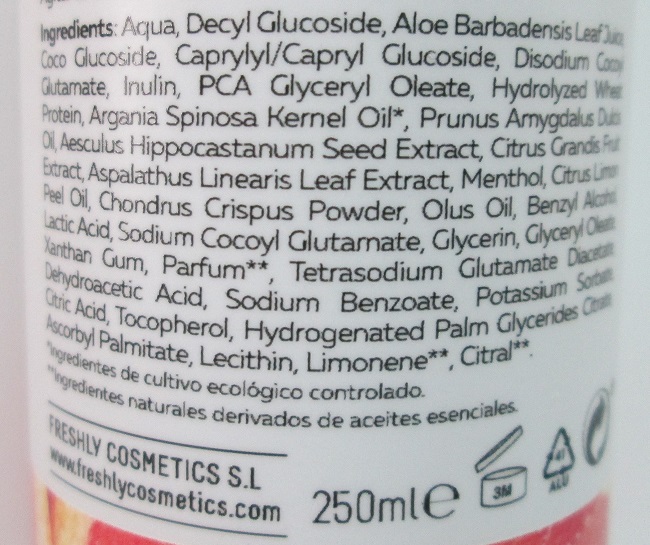 Ingredients: Aqua, Decyl Glucoside, Aloe Barbadensis Leaf Juice,
Coco Glucoside, Caprylyl/Capryl Glucoside, Disodium Cocoyl
Glutamate, Inulin, PCA Glyceryl Oleate, Hydrolyzed Wheat
Protein, Argania Spinosa Kernel Oil*, Prunus Amygdalus Dulcis
Oil, Aesculus Hippocastanum Seed Extract, Citrus Grandis Fruit
Extract, Aspalathus Linearis Leaf Extract, Menthol, Citrus Limon
Peel Oil, Chondrus Crispus Powder, Olus Oil, Benzyl Alcohol,
Lactic Acid, Sodium Cocoyl Glutamate, Glycerin, Glyceryl Oleate,
Xanthan Gum, Parfum**, Tetrasodium Glutamate Diacetate,
Dehydroacetic Acid, Sodium Benzoate, Potassium Sorbate,
Citric Acid, Tocopherol, Hydrogenated Palm Glycerides Citrate,
Ascorbyl Palmitate, Lecithin, Limonene**, Citral**.
*Ingredientes de cultivo ecológico controlado.
**Ingredientes naturales derivados de aceites esenciales.
FRESHLY COSMETICS S.L
www.freshlycosmetics.com
250ml e
3M
41
ALU